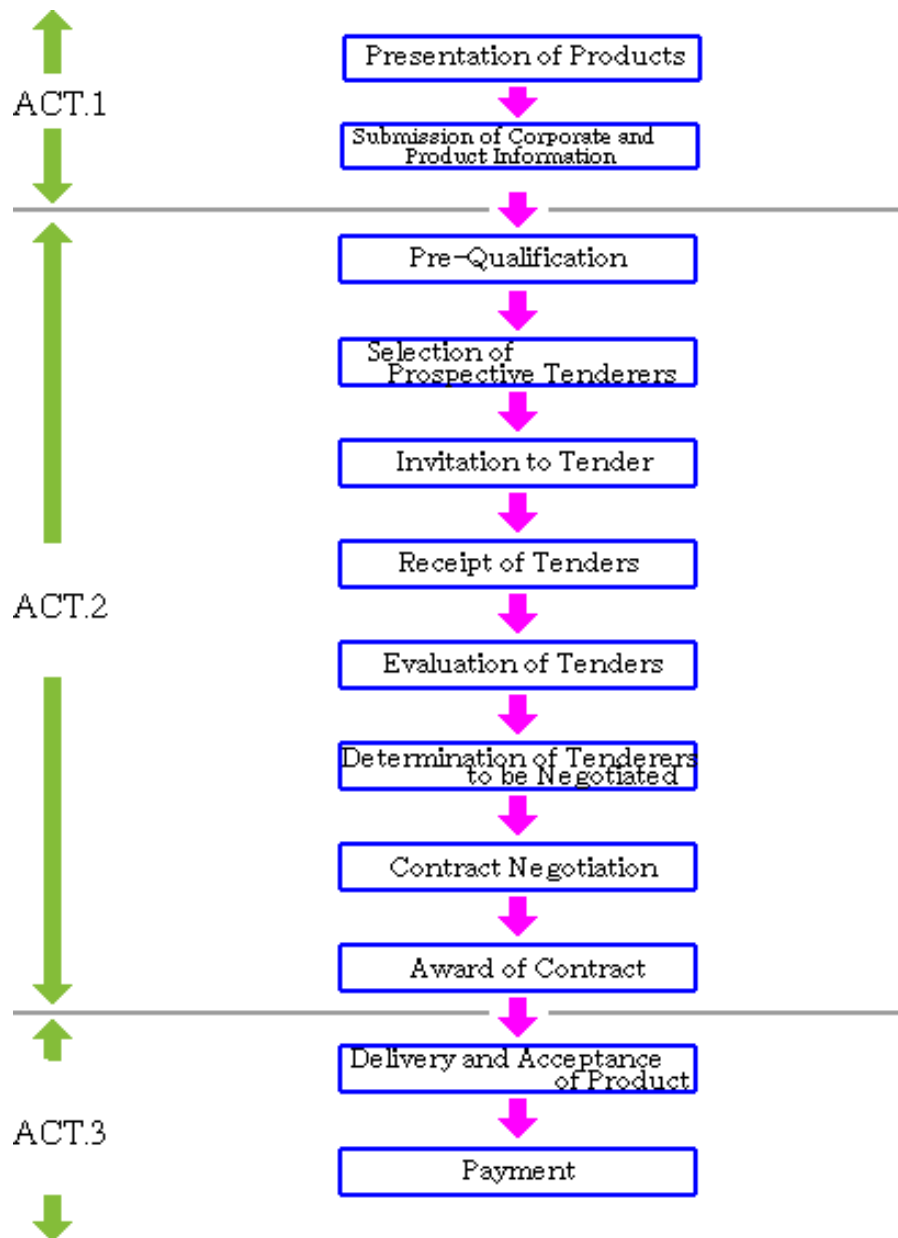 ACT.1
Presentation of Products
Submission of Corporate and
Product Information
ACT.2
Pre-Qualification
Selection of
Prospective Tenderers
Invitation to Tender
Receipt of Tenders
Evaluation of Tenders
Determination of Tenderers
to be Negotiated
Contract Negotiation
Award of Contract
ACT.3
Delivery and Acceptance
of Product
Payment